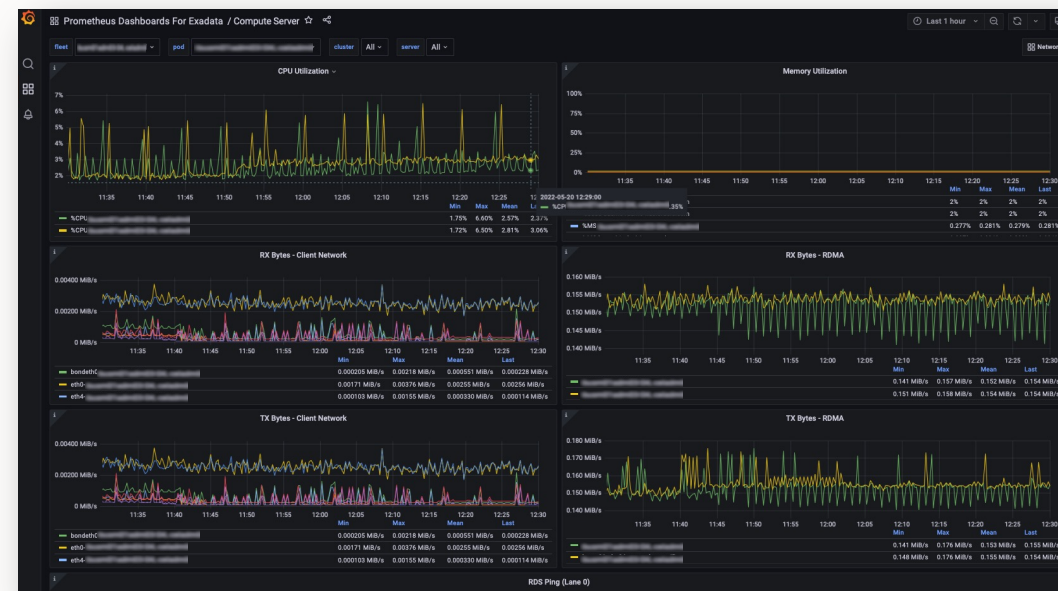 Prometheus Dashboards For Exadata / Compute Server
Last 1 hour
fleet
pod
cluster All
server All
Network
CPU Utilization
7%
6%
5%
4%
3%
2%
11:35 11:40 11:45 11:50 11:55 12:00 12:05 12:10 12:15 12:20 12:25
2022-05-20 12:29:00
Min Max Mean
%CPU 1.75% 6.60% 2.57% 2.37%
%CPU 1.72% 6.50% 2.81% 3.06%
Memory Utilization
100%
75%
50%
25%
0%
11:35 11:40 11:45 11:50 11:55 12:00 12:05 12:10 12:15 12:20 12:25 12:30
Min Max Mean Last
2% 2% 2% 2%
2% 2% 2% 2%
%MS 0.277% 0.281% 0.279% 0.281%
RX Bytes - Client Network
0.00400 MiB/s
0.00200 MiB/s
0 MiB/s
11:35 11:40 11:45 11:50 11:55 12:00 12:05 12:10 12:15 12:20 12:25 12:30
Min Max Mean Last
bondeth0 0.000205 MiB/s 0.00218 MiB/s 0.000551 MiB/s 0.000228 MiB/s
eth0- 0.00171 MiB/s 0.00376 MiB/s 0.00255 MiB/s 0.00256 MiB/s
eth4- 0.000103 MiB/s 0.00155 MiB/s 0.000330 MiB/s 0.000114 MiB/s
RX Bytes - RDMA
0.160 MiB/s
0.155 MiB/s
0.150 MiB/s
0.145 MiB/s
0.140 MiB/s
11:35 11:40 11:45 11:50 11:55 12:00 12:05 12:10 12:15 12:20 12:25 12:30
Min Max Mean Last
0.141 MiB/s 0.157 MiB/s 0.152 MiB/s 0.154 MiB/s
0.151 MiB/s 0.158 MiB/s 0.154 MiB/s 0.154 MiB/s
TX Bytes - Client Network
0.00400 MiB/s
0.00200 MiB/s
0 MiB/s
11:35 11:40 11:45 11:50 11:55 12:00 12:05 12:10 12:15 12:20 12:25 12:30
Min Max Mean Last
bondeth0 0.000205 MiB/s 0.00218 MiB/s 0.000551 MiB/s 0.000228 MiB/s
eth0- 0.00171 MiB/s 0.00376 MiB/s 0.00255 MiB/s 0.00256 MiB/s
eth4- 0.000103 MiB/s 0.00155 MiB/s 0.000330 MiB/s 0.000114 MiB/s
TX Bytes - RDMA
0.180 MiB/s
0.170 MiB/s
0.160 MiB/s
0.150 MiB/s
0.140 MiB/s
11:35 11:40 11:45 11:50 11:55 12:00 12:05 12:10 12:15 12:20 12:25 12:30
Min Max Mean Last
0.141 MiB/s 0.176 MiB/s 0.153 MiB/s 0.155 MiB/s
0.148 MiB/s 0.176 MiB/s 0.155 MiB/s 0.154 MiB/s
RDS Ping (Lane 0)